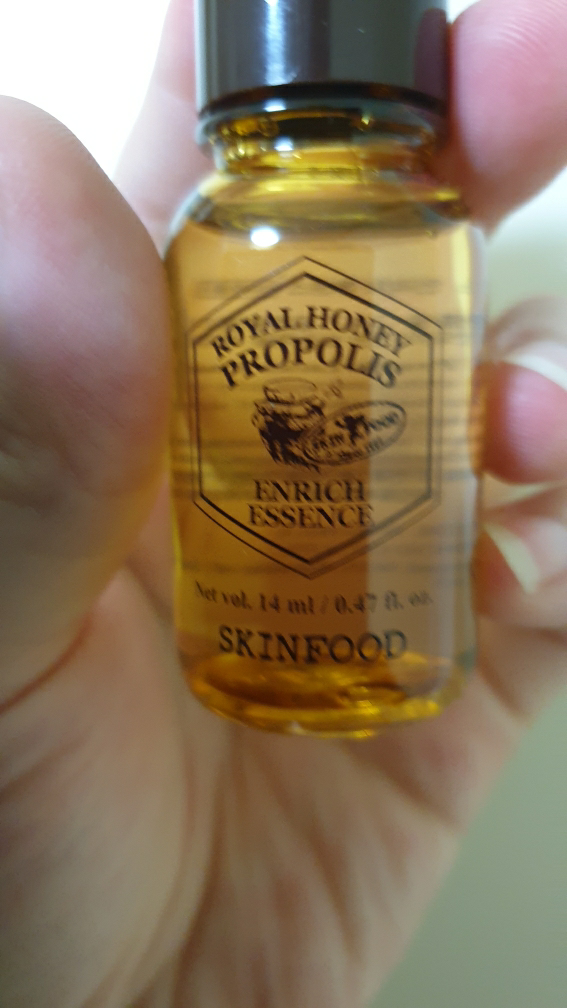 ROYAL HONEY
PROPOLIS
ENRICH
ESSENCE
Net vol. 14 ml / 0.47 fl. oz.
SKINFOOD